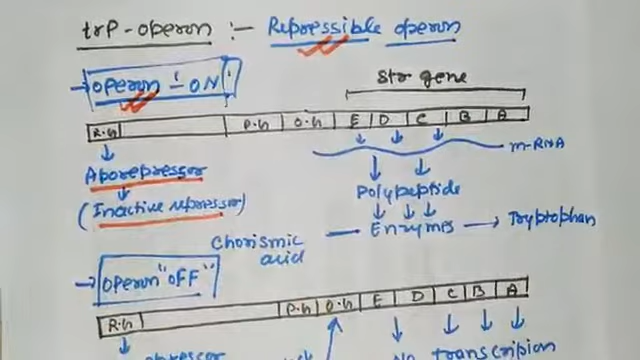 trp-operon :- Repressible operon
operon - 'ON'
Str gene
R.G P.G O.G E D C B A
m-RNA
Aporepressor
(Inactive repressor)
Polypeptide
Enzymes → Tryptophan
Chorismic acid
→ operon "OFF"
R.G P.G O.G E D C B A
No transcription